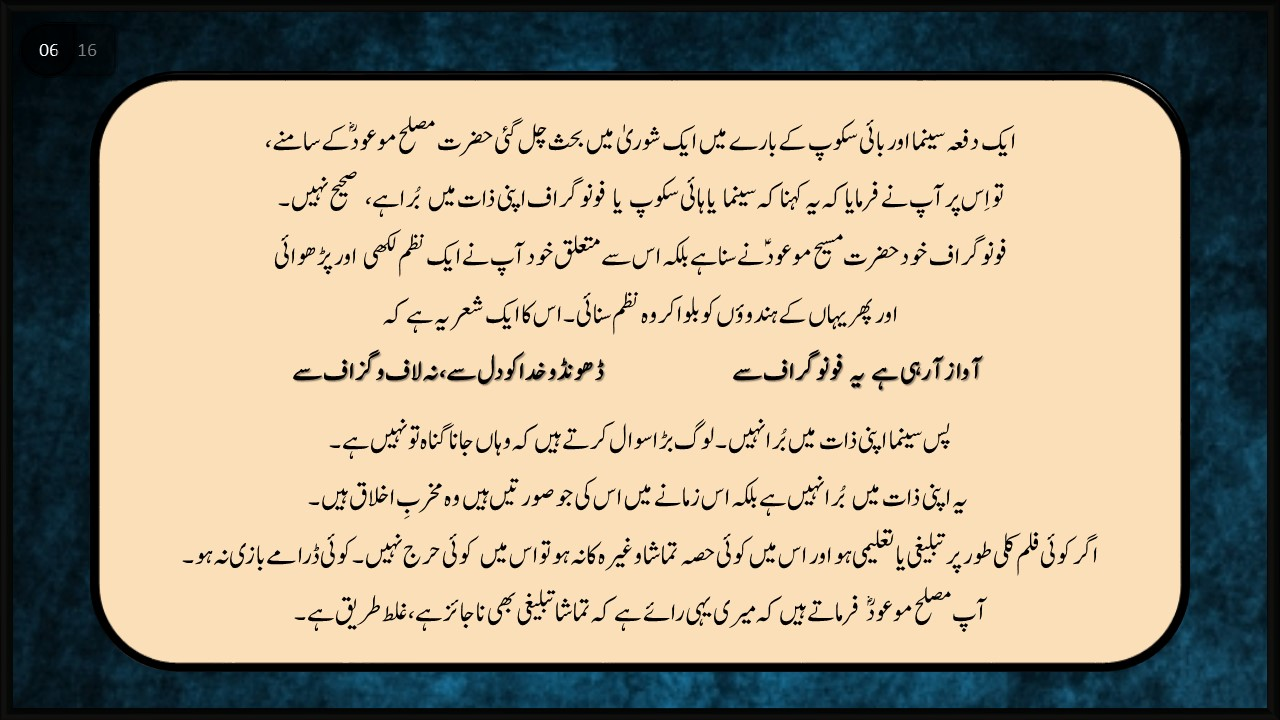 06 16
ایک دفعہ سینما اور بائی سکوپ کے بارے میں ایک شوریٰ میں بحث چل گئی حضرت مصلح موعودؓ کے سامنے،
تو اِس پر آپ نے فرمایا کہ یہ کہنا کہ سینما یا بائی سکوپ یا فونو گراف اپنی ذات میں بُرا ہے، صحیح نہیں۔
فونو گراف خود حضرت مسیح موعودؑ نے سنا ہے بلکہ اس سے متعلق خود آپ نے ایک نظم لکھی اور پڑھوائی
اور پھر یہاں کے ہندوؤں کو بلوا کر وہ نظم سنائی۔ اس کا ایک شعر یہ ہے کہ
آواز آ رہی ہے یہ فونو گراف سے ڈھونڈو خدا کو دل سے، نہ لاف و گزاف سے
پس سینما اپنی ذات میں بُرا نہیں۔ لوگ بڑا سوال کرتے ہیں کہ وہاں جانا گناہ تو نہیں ہے۔
یہ اپنی ذات میں بُرا نہیں ہے بلکہ اس زمانے میں اس کی جو صورتیں ہیں وہ مخربِ اخلاق ہیں۔
اگر کوئی فلم کلی طور پر تبلیغی یا تعلیمی ہو اور اس میں کوئی حصہ تماشا وغیرہ کا نہ ہو تو اس میں کوئی حرج نہیں۔ کوئی ڈرامے بازی نہ ہو۔
آپ مصلح موعودؓ فرماتے ہیں کہ میری یہی رائے ہے کہ تماشا تبلیغی بھی ناجائز ہے، غلط طریق ہے۔